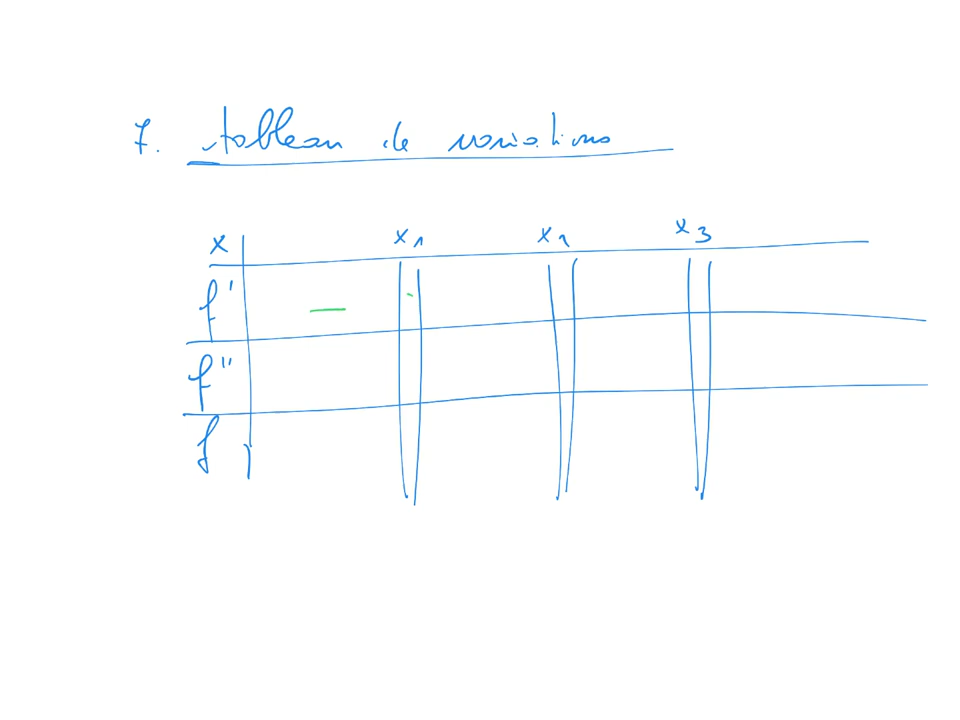 7. tableau de variations
x x1 x1 x3
f' —
f"
f